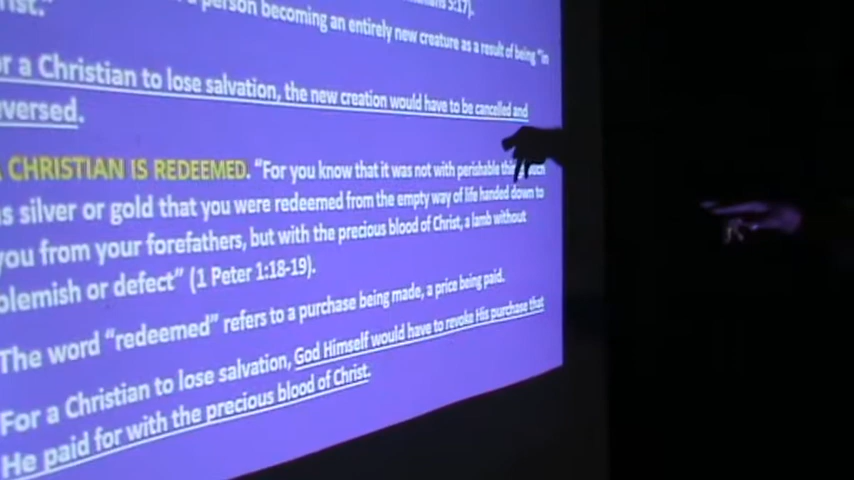 rist."
a person becoming an entirely new creature as a result of being "in
or a Christian to lose salvation, the new creation would have to be cancelled and
versed.
CHRISTIAN IS REDEEMED. "For you know that it was not with perishable
s silver or gold that you were redeemed from the empty way of life handed down to
you from your forefathers, but with the precious blood of Christ, a lamb without
blemish or defect" (1 Peter 1:18-19).
The word "redeemed" refers to a purchase being made, a price being paid.
For a Christian to lose salvation, God Himself would have to revoke His purchase that
He paid for with the precious blood of Christ.